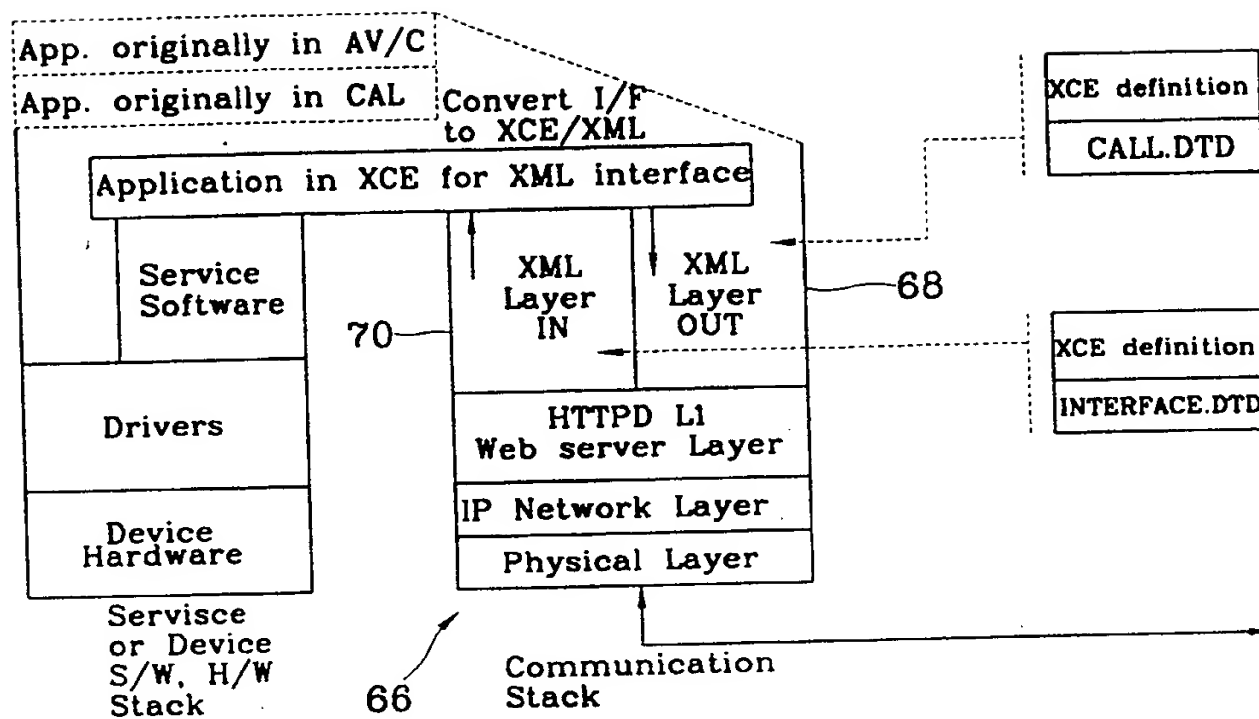 App. originally in AV/C
App. originally in CAL
Convert I/F
to XCE/XML
Application in XCE for XML interface
Service
Software
Drivers
Device
Hardware
Servisce
or Device
S/W, H/W
Stack
XML
Layer
IN
XML
Layer
OUT
70
68
HTTPD L1
Web server Layer
IP Network Layer
Physical Layer
66
Communication
Stack
XCE definition
CALL.DTD
XCE definition
INTERFACE.DTD